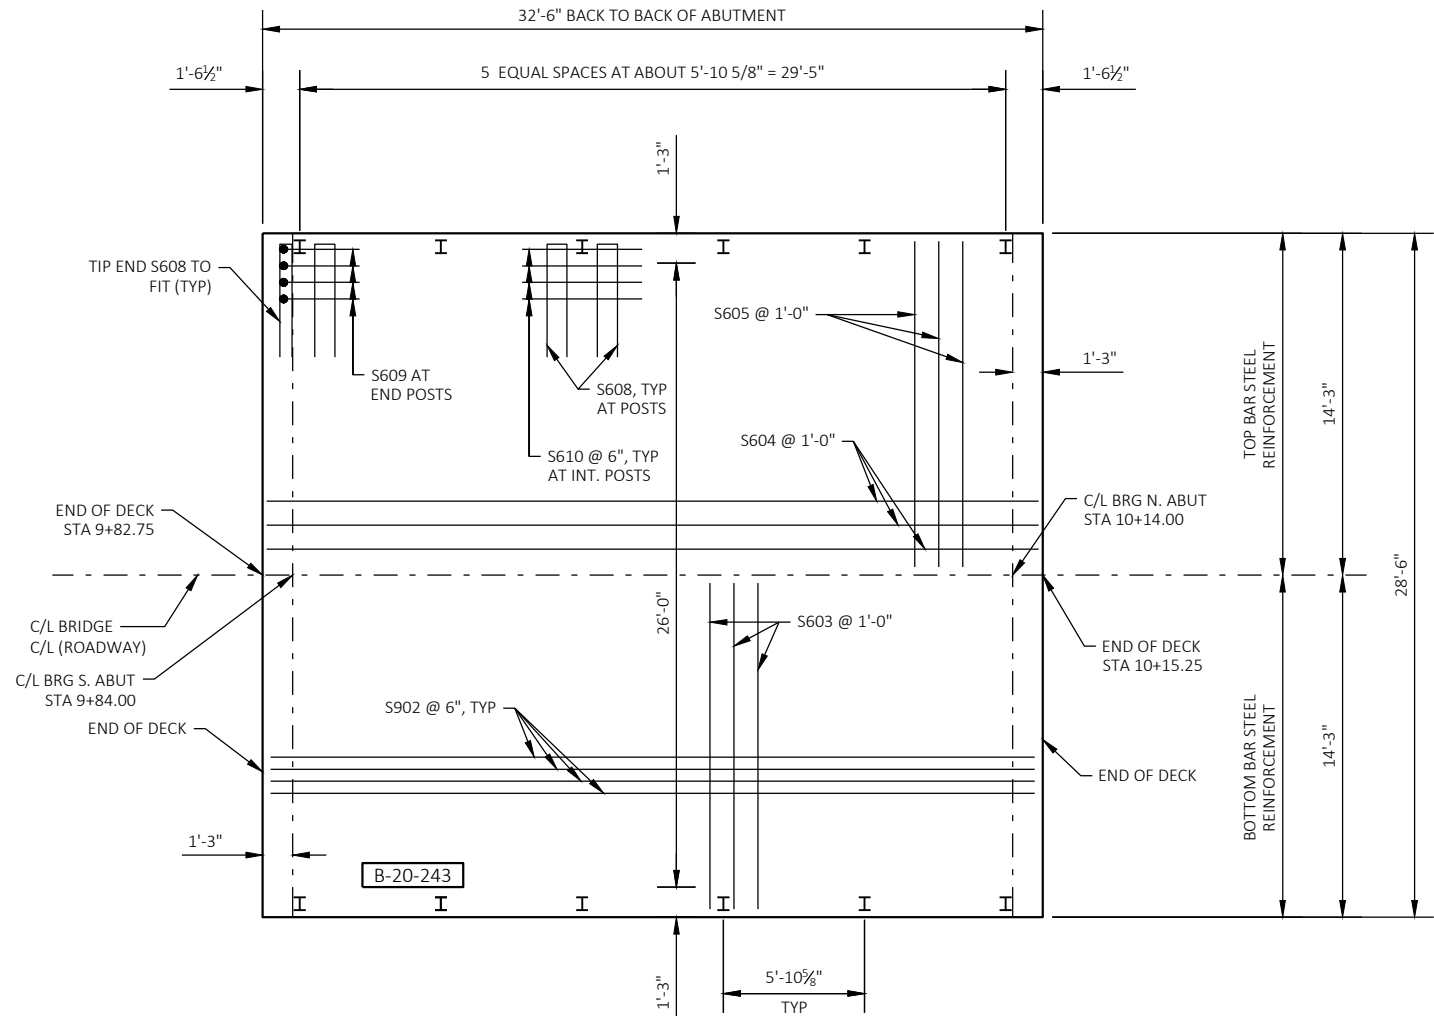 32'-6" BACK TO BACK OF ABUTMENT
1'-6½"
5 EQUAL SPACES AT ABOUT 5'-10 5/8" = 29'-5"
1'-6½"
1'-3"
TIP END S608 TO
FIT (TYP)
S609 AT
END POSTS
S608, TYP
AT POSTS
S610 @ 6", TYP
AT INT. POSTS
S605 @ 1'-0"
S604 @ 1'-0"
1'-3"
TOP BAR STEEL
REINFORCEMENT
14'-3"
END OF DECK
STA 9+82.75
C/L BRG N. ABUT
STA 10+14.00
28'-6"
C/L BRIDGE
C/L (ROADWAY)
26'-0"
S603 @ 1'-0"
END OF DECK
STA 10+15.25
C/L BRG S. ABUT
STA 9+84.00
END OF DECK
S902 @ 6", TYP
END OF DECK
BOTTOM BAR STEEL
REINFORCEMENT
14'-3"
1'-3"
B-20-243
1'-3"
5'-10⅝"
TYP